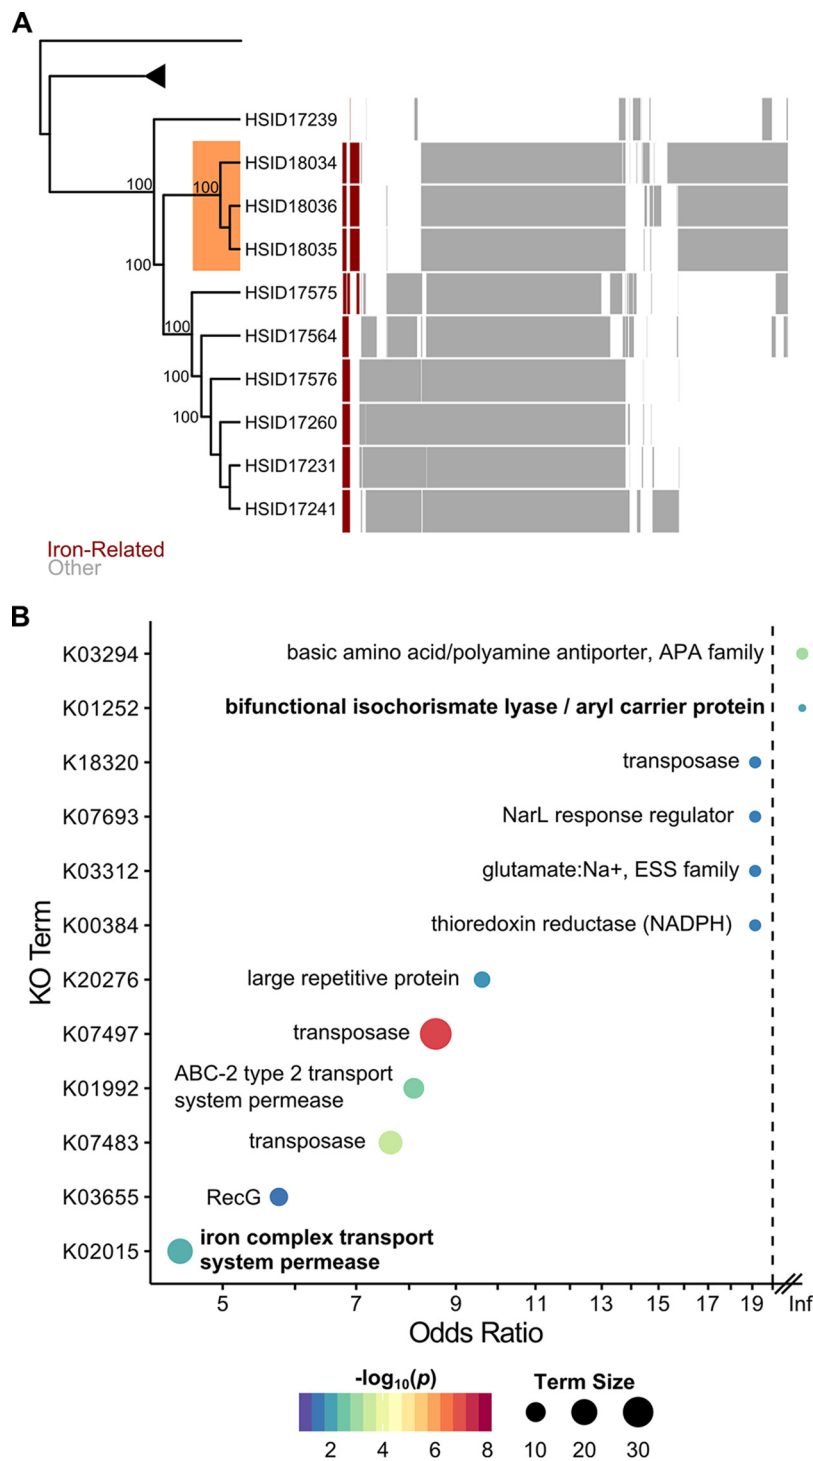 A
HSID17239
HSID18034
100
100
HSID18036
HSID18035
100
HSID17575
HSID17564
100
HSID17576
100
HSID17260
100
HSID17231
HSID17241
Iron-Related
Other
B
K03294 basic amino acid/polyamine antiporter, APA family
K01252 bifunctional isochorismate lyase / aryl carrier protein
K18320 transposase
K07693 NarL response regulator
K03312 glutamate:Na+, ESS family
K00384 thioredoxin reductase (NADPH)
KO Term
K20276 large repetitive protein
K07497 transposase
K01992 ABC-2 type 2 transport
system permease
K07483 transposase
K03655 RecG
K02015 iron complex transport
system permease
5 7 9 11 13 15 17 19 Inf
Odds Ratio
-log10(p)
2 4 6 8
Term Size
10 20 30